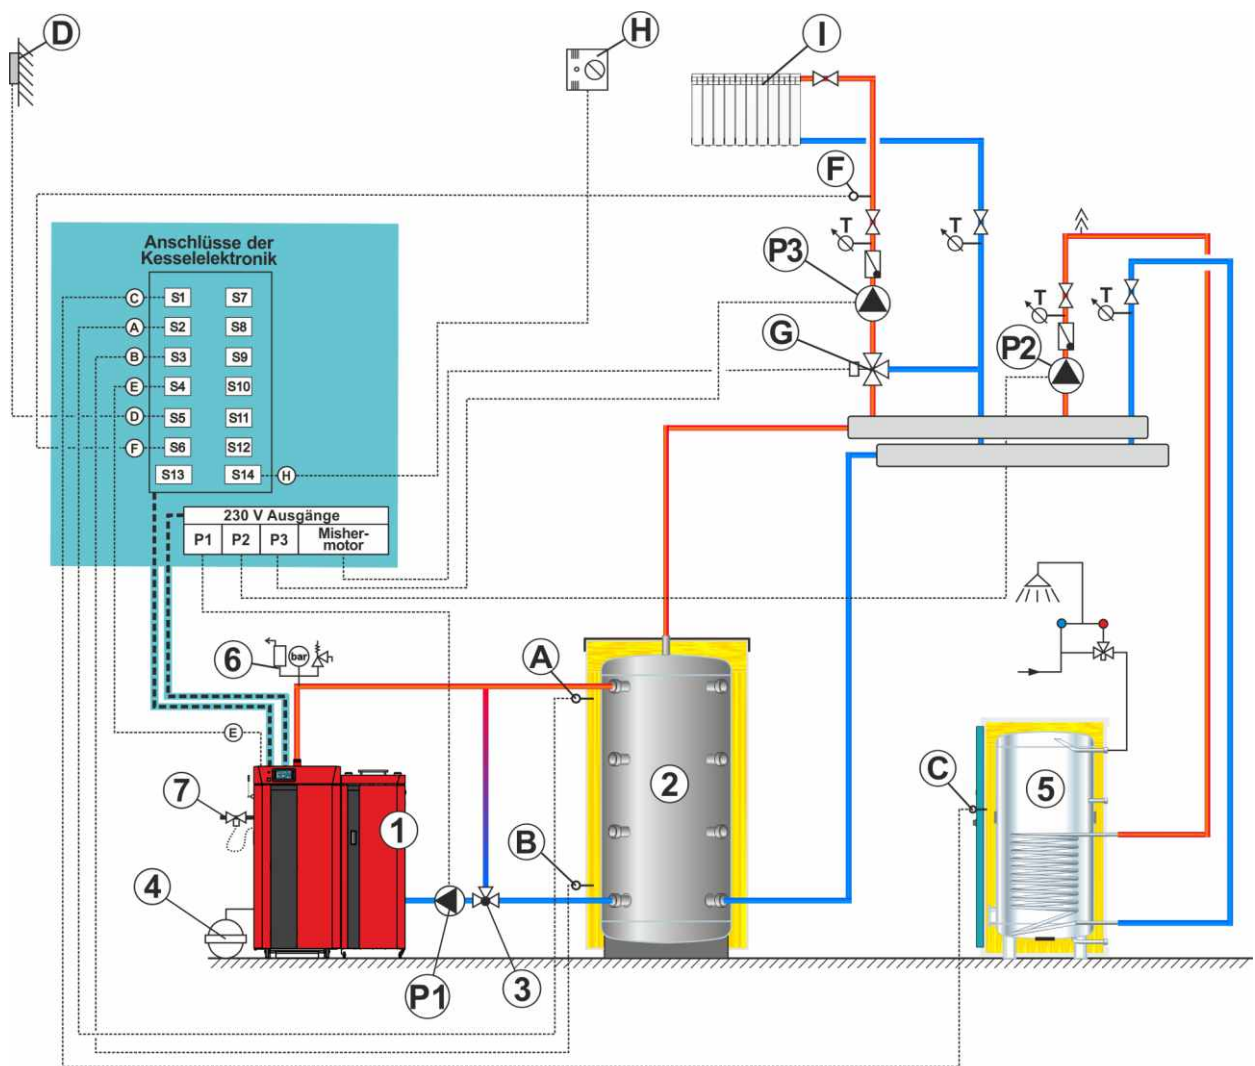 D
H
I
F
T
T
P3
T
T
G
P2
Anschlüsse der
Kesselelektronik
C
S1
S7
A
S2
S8
B
S3
S9
E
S4
S10
D
S5
S11
F
S6
S12
S13
S14
H
230 V Ausgänge
P1
P2
P3
Misher-
motor
6
bar
A
E
7
1
2
C
5
B
4
P1
3